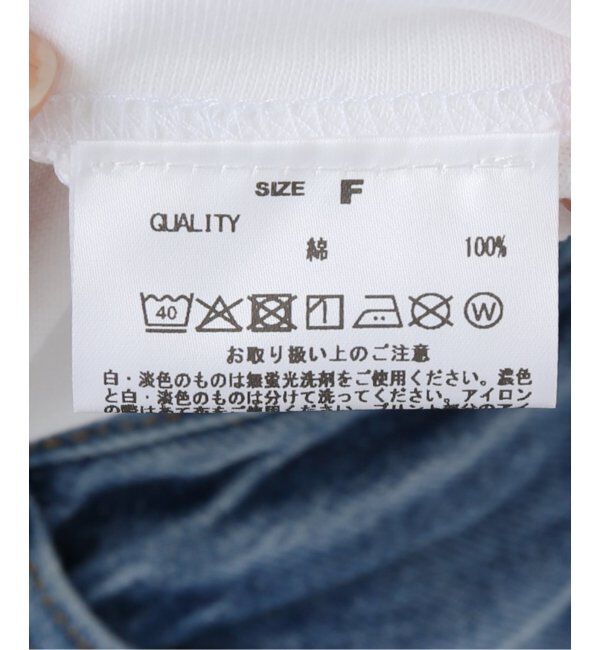 SIZE F
QUALITY
綿 100%
40 W
お取り扱い上のご注意
白・淡色のものは無蛍光洗剤をご使用ください。濃色
と白・淡色のものは分けて洗ってください。アイロン